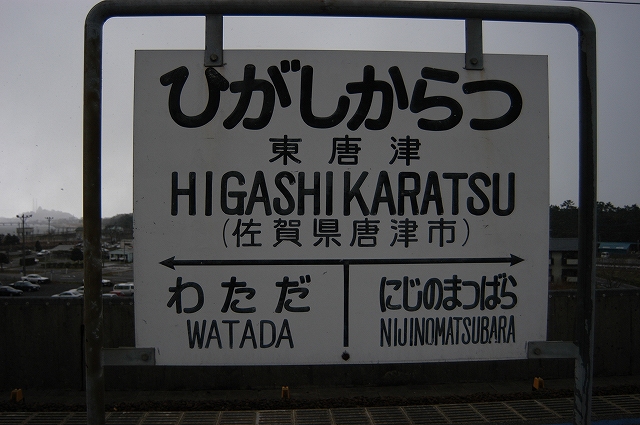 ひがしからつ
東唐津
HIGASHIKARATSU
(佐賀県唐津市)
わただ にじのまつばら
WATADA NIJINOMATSUBARA